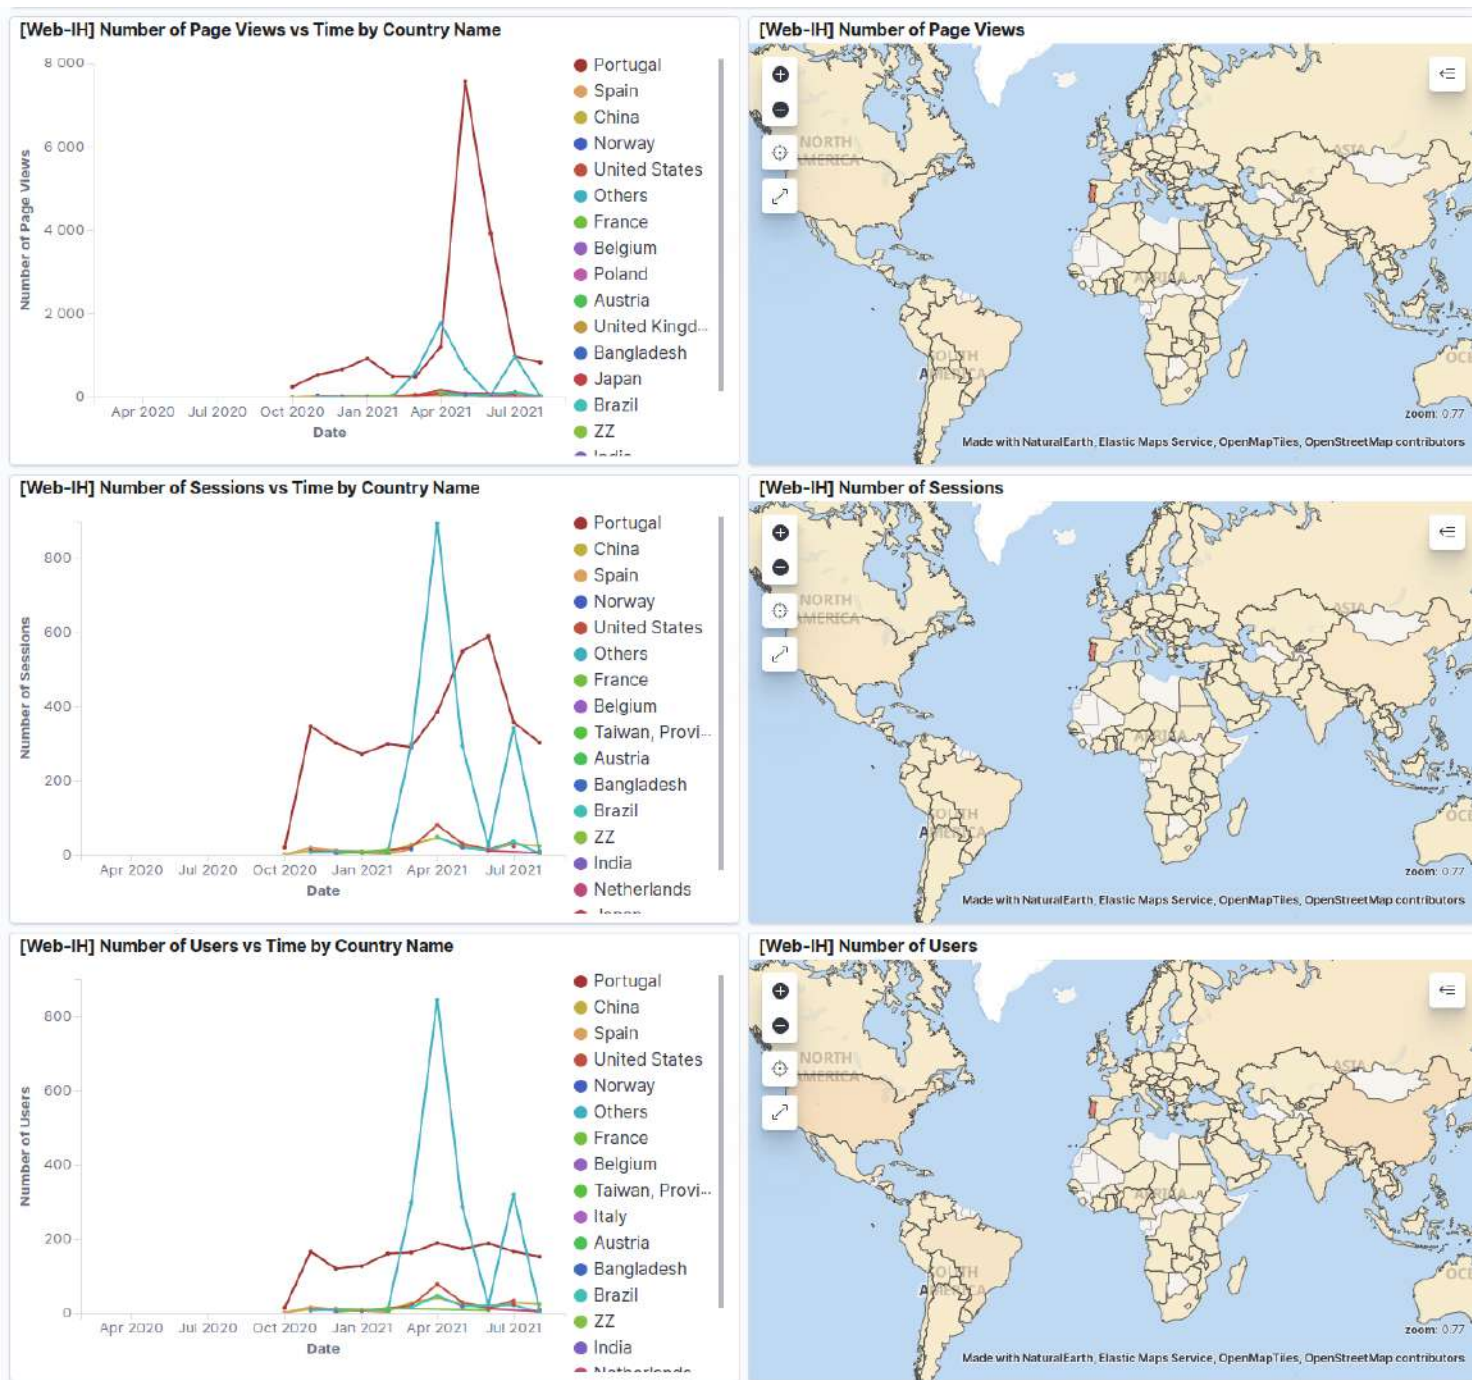 [Web-IH] Number of Page Views vs Time by Country Name
8 000
6 000
4 000
2 000
0
Number of Page Views
Apr 2020 Jul 2020 Oct 2020 Jan 2021 Apr 2021 Jul 2021
Date
Portugal
Spain
China
Norway
United States
Others
France
Belgium
Poland
Austria
United Kingd...
Bangladesh
Japan
Brazil
ZZ
India
[Web-IH] Number of Page Views
NORTH
AMERICA
ASIA
AFRICA
SOUTH
AMERICA
OCE
zoom: 0.77
Made with NaturalEarth, Elastic Maps Service, OpenMapTiles, OpenStreetMap contributors
[Web-IH] Number of Sessions vs Time by Country Name
800
600
400
200
0
Number of Sessions
Apr 2020 Jul 2020 Oct 2020 Jan 2021 Apr 2021 Jul 2021
Date
Portugal
China
Spain
Norway
United States
Others
France
Belgium
Taiwan, Provi...
Austria
Bangladesh
Brazil
ZZ
India
Netherlands
Japan
[Web-IH] Number of Sessions
NORTH
AMERICA
ASIA
AFRICA
SOUTH
AMERICA
OCE
zoom: 0.77
Made with NaturalEarth, Elastic Maps Service, OpenMapTiles, OpenStreetMap contributors
[Web-IH] Number of Users vs Time by Country Name
800
600
400
200
0
Number of Users
Apr 2020 Jul 2020 Oct 2020 Jan 2021 Apr 2021 Jul 2021
Date
Portugal
China
Spain
United States
Norway
Others
France
Belgium
Taiwan, Provi...
Italy
Austria
Bangladesh
Brazil
ZZ
India
Netherlands
[Web-IH] Number of Users
NORTH
AMERICA
ASIA
AFRICA
SOUTH
AMERICA
OCE
zoom: 0.77
Made with NaturalEarth, Elastic Maps Service, OpenMapTiles, OpenStreetMap contributors